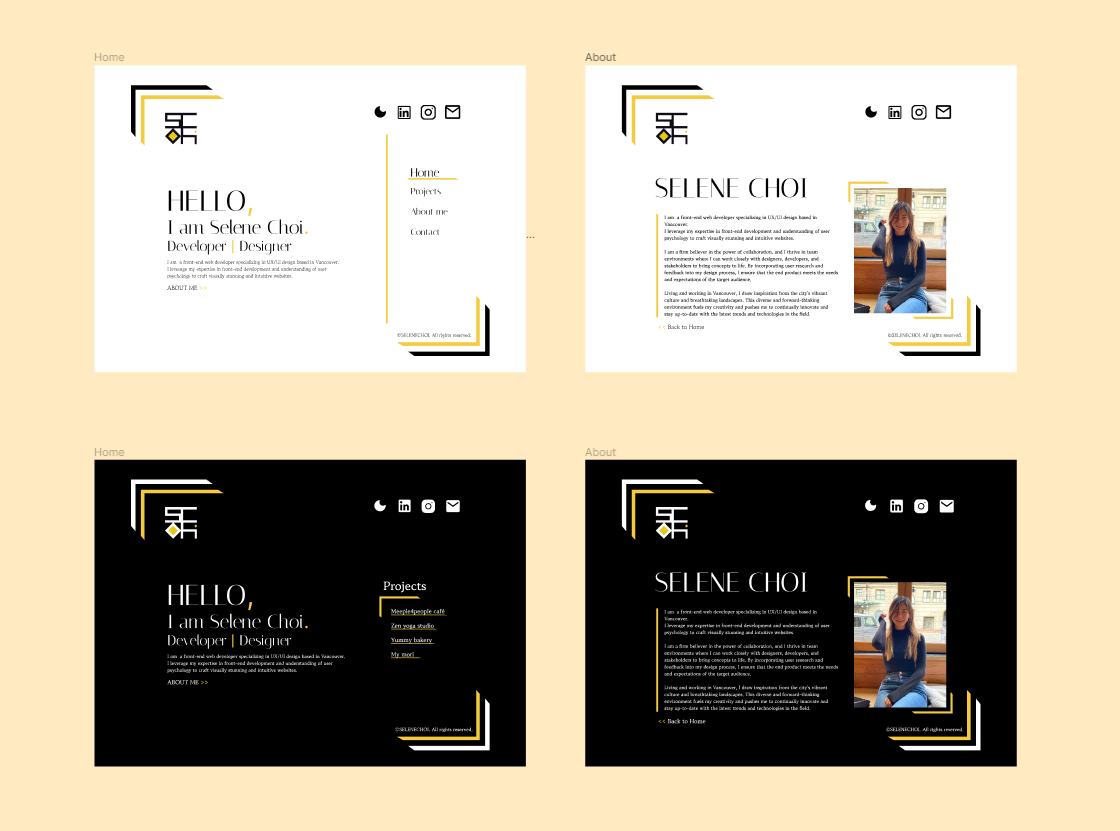 Home
HELLO,
I am Selene Choi.
Developer | Designer
I am a front-end web developer specializing in UX/UI design based in Vancouver.
I leverage my expertise in front-end development and understanding of user
psychology to craft visually stunning and intuitive websites.
ABOUT ME >>
Home
Projects
About me
Contact
©SELENECHOI. All rights reserved.
...
About
SELENE CHOI
I am a front-end web developer specializing in UX/UI design based in
Vancouver.
I leverage my expertise in front-end development and understanding of user
psychology to craft visually stunning and intuitive websites.
I am a firm believer in the power of collaboration, and I thrive in team
environments where I can work closely with designers, developers, and
stakeholders to bring concepts to life. By incorporating user research and
feedback into my design process, I ensure that the end product meets the needs
and expectations of the target audience.
Living and working in Vancouver, I draw inspiration from the city's vibrant
culture and breathtaking landscapes. This diverse and forward-thinking
environment fuels my creativity and pushes me to continually innovate and
stay up-to-date with the latest trends and technologies in the field.
<< Back to Home
©SELENECHOI. All rights reserved.
Home
HELLO,
I am Selene Choi.
Developer | Designer
I am a front-end web developer specializing in UX/UI design based in Vancouver.
I leverage my expertise in front-end development and understanding of user
psychology to craft visually stunning and intuitive websites.
ABOUT ME >>
Projects
Meeple4people café
Zen yoga studio
Yummy bakery
My mori
©SELENECHOI. All rights reserved.
About
SELENE CHOI
I am a front-end web developer specializing in UX/UI design based in
Vancouver.
I leverage my expertise in front-end development and understanding of user
psychology to craft visually stunning and intuitive websites.
I am a firm believer in the power of collaboration, and I thrive in team
environments where I can work closely with designers, developers, and
stakeholders to bring concepts to life. By incorporating user research and
feedback into my design process, I ensure that the end product meets the needs
and expectations of the target audience.
Living and working in Vancouver, I draw inspiration from the city's vibrant
culture and breathtaking landscapes. This diverse and forward-thinking
environment fuels my creativity and pushes me to continually innovate and
stay up-to-date with the latest trends and technologies in the field.
<< Back to Home
©SELENECHOI. All rights reserved.